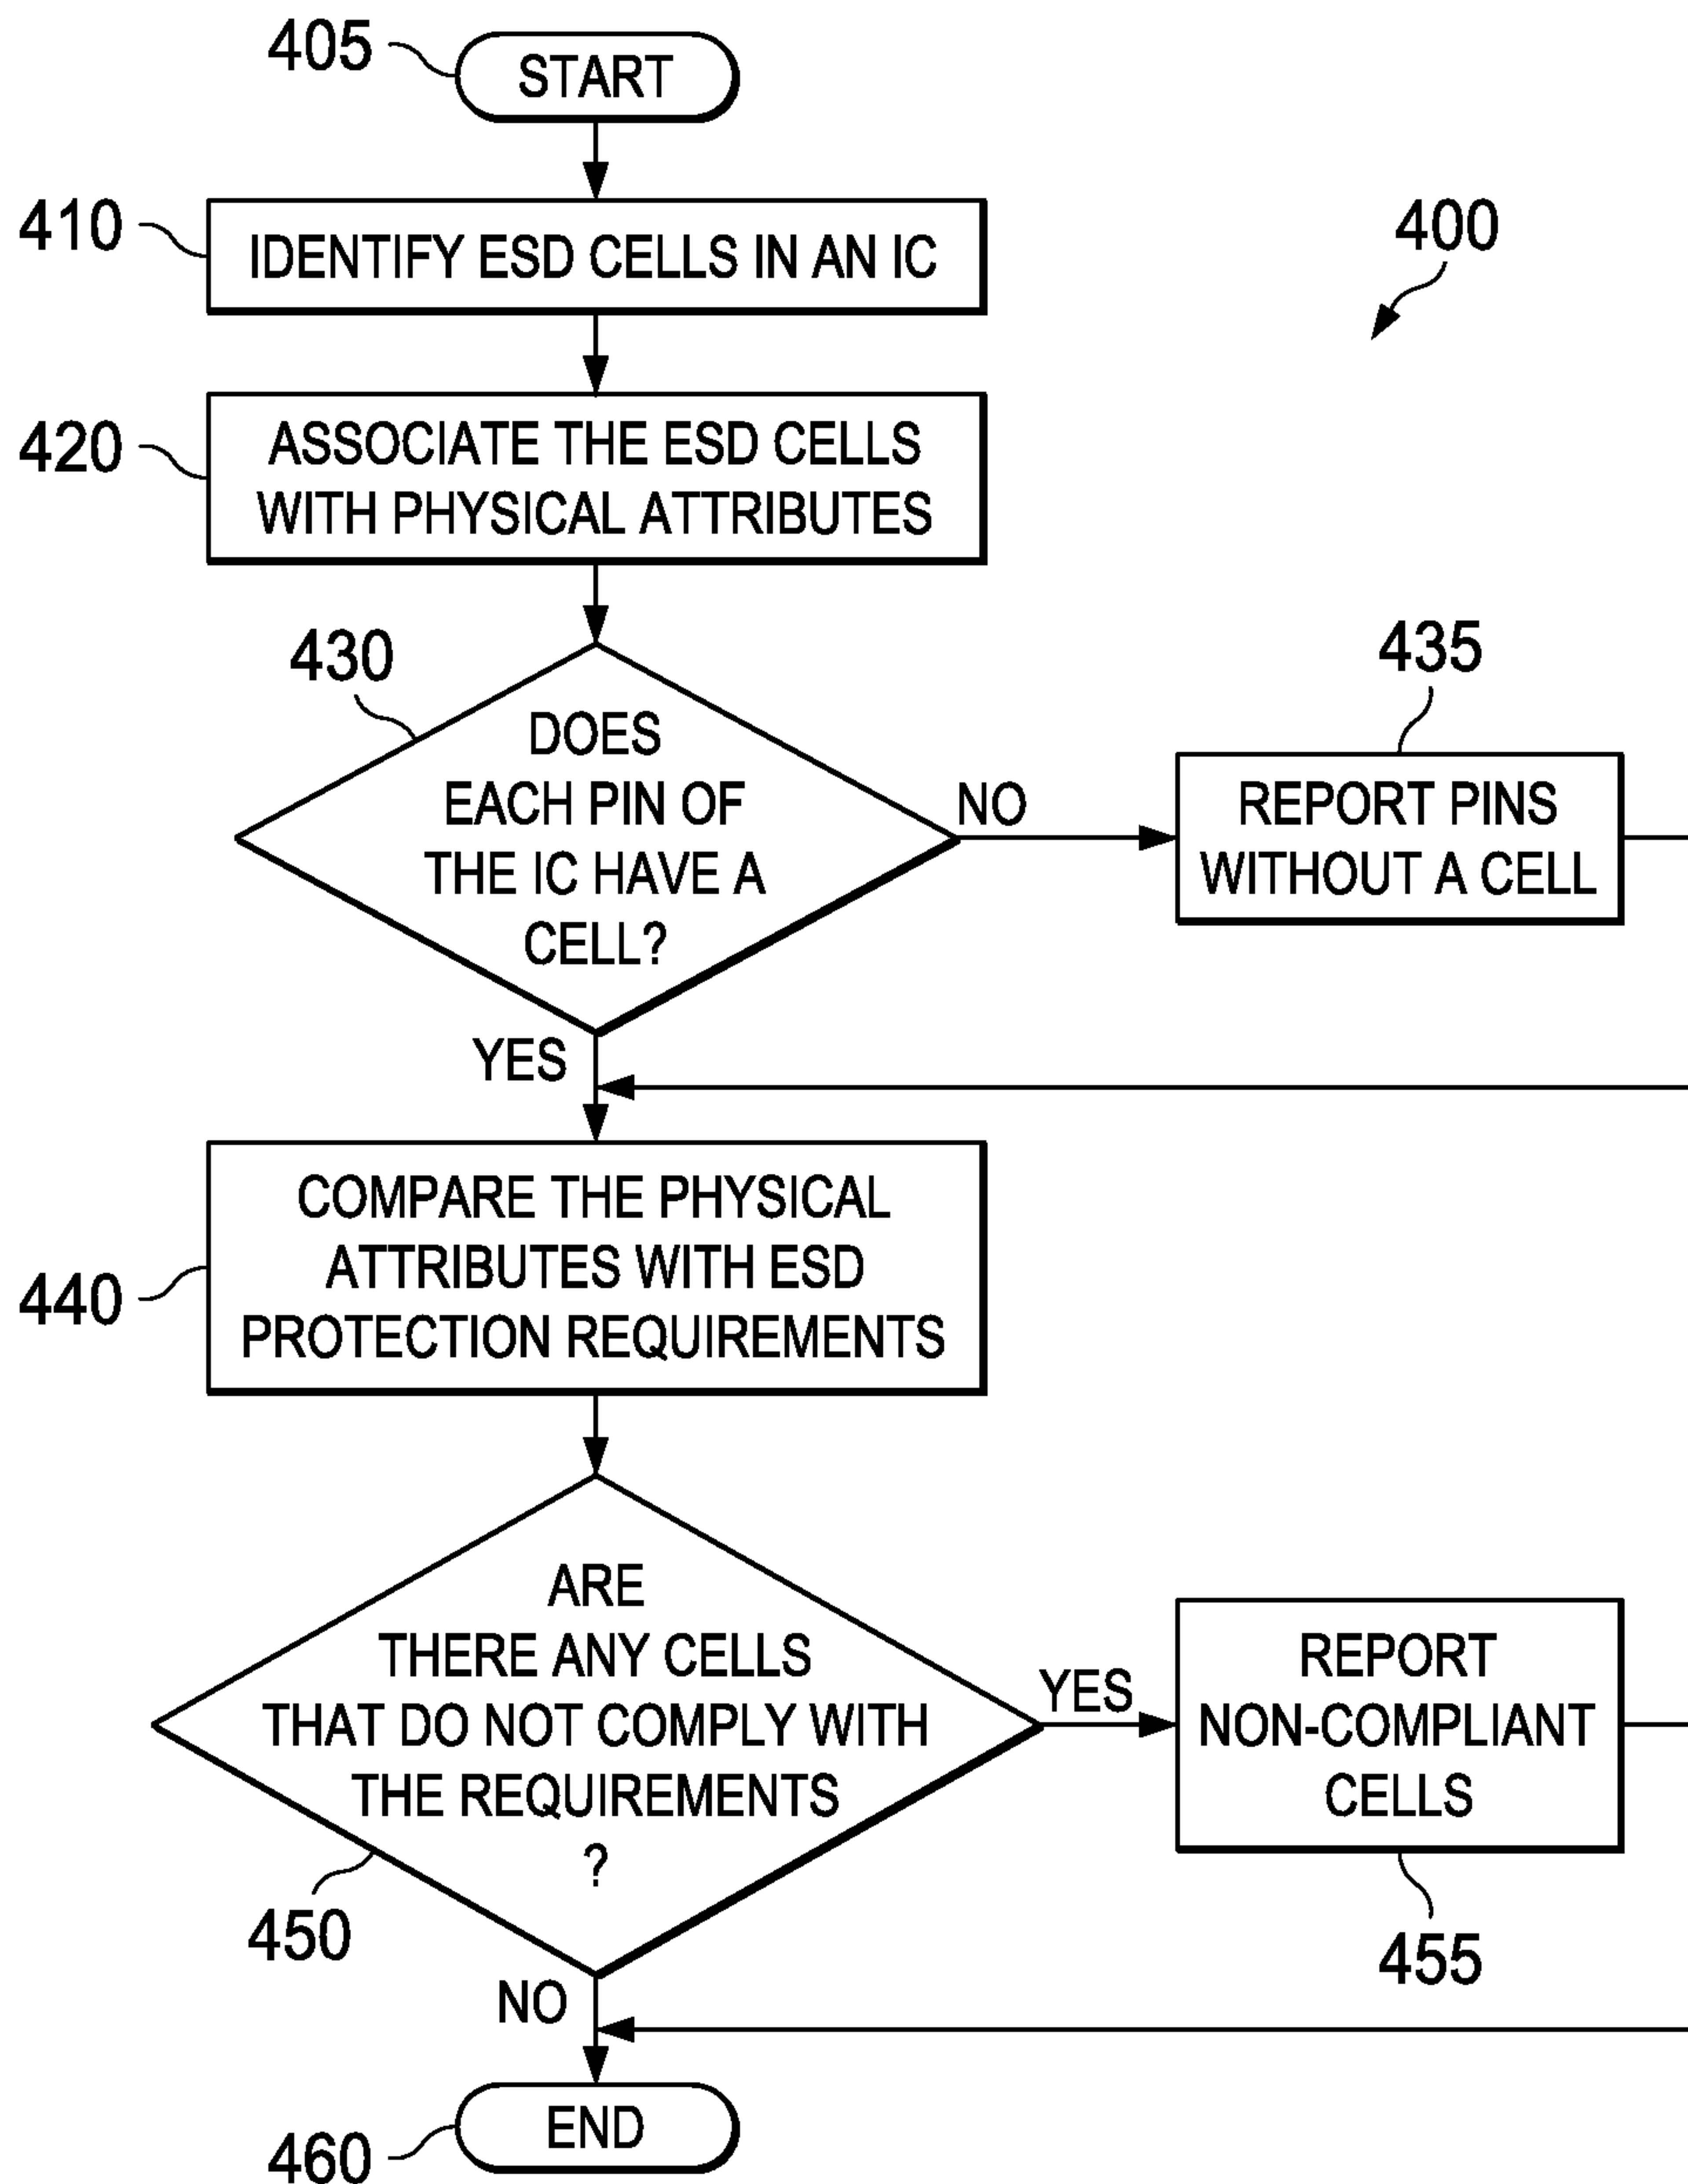 405
START
410
IDENTIFY ESD CELLS IN AN IC
400
420
ASSOCIATE THE ESD CELLS
WITH PHYSICAL ATTRIBUTES
430
DOES
EACH PIN OF
THE IC HAVE A
CELL?
NO
435
REPORT PINS
WITHOUT A CELL
YES
440
COMPARE THE PHYSICAL
ATTRIBUTES WITH ESD
PROTECTION REQUIREMENTS
450
ARE
THERE ANY CELLS
THAT DO NOT COMPLY WITH
THE REQUIREMENTS
?
YES
REPORT
NON-COMPLIANT
CELLS
455
NO
460
END